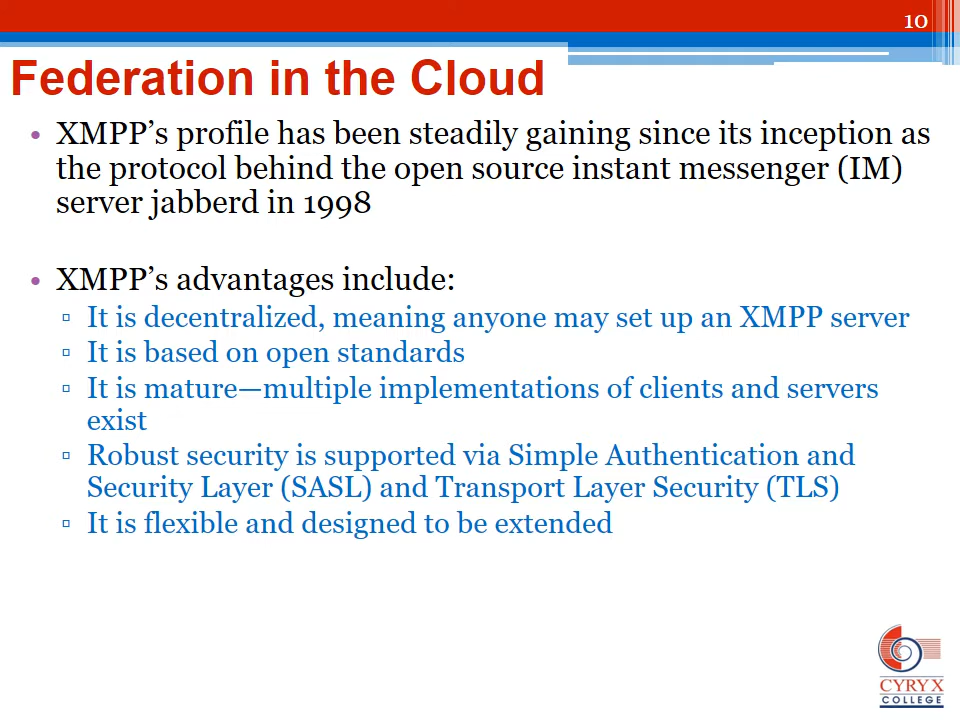 10
Federation in the Cloud
• XMPP’s profile has been steadily gaining since its inception as
the protocol behind the open source instant messenger (IM)
server jabberd in 1998
• XMPP’s advantages include:
▫ It is decentralized, meaning anyone may set up an XMPP server
▫ It is based on open standards
▫ It is mature—multiple implementations of clients and servers
exist
▫ Robust security is supported via Simple Authentication and
Security Layer (SASL) and Transport Layer Security (TLS)
▫ It is flexible and designed to be extended
CYRYX
COLLEGE